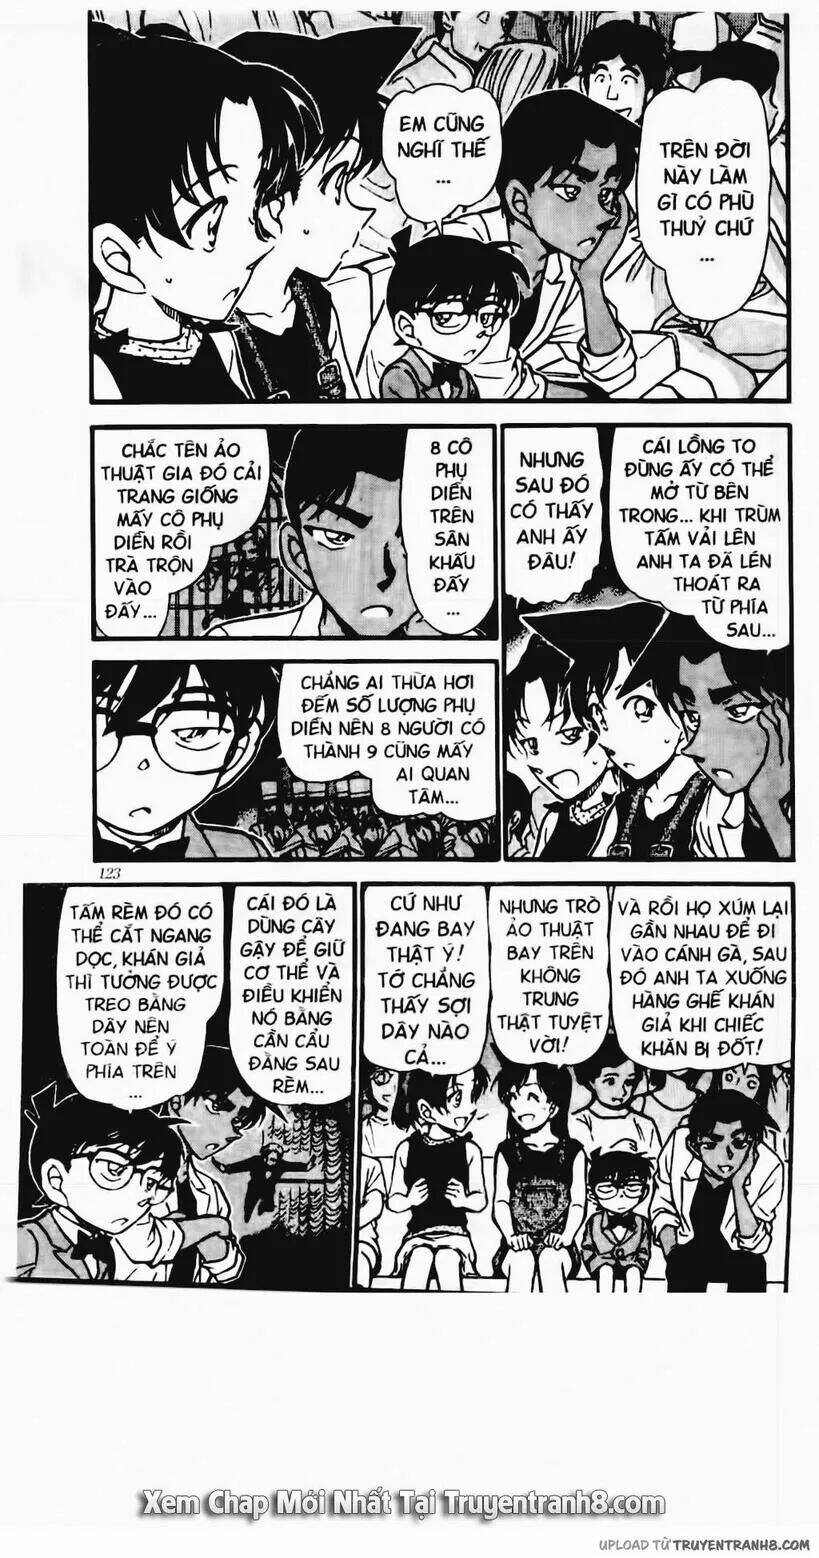 TRÊN ĐỜI
NÀY LÀM
GÌ CÓ PHÙ
THUỶ CHỨ
...
EM CŨNG
NGHĨ THẾ
...
CÁI LỒNG TO
ĐÙNG ẤY CÓ THỂ
MỞ TỪ BÊN
TRONG... KHI TRÙM
TẤM VẢI LÊN
ANH TA ĐÃ LÉN
THOÁT RA
TỪ PHÍA
SAU...
NHƯNG
SAU ĐÓ
CÓ THẤY
ANH ẤY
ĐÂU!
8 CÔ
PHỤ
DIỄN
TRÊN
SÂN
KHẤU
ĐẤY
...
CHẮC TÊN ẢO
THUẬT GIA ĐÓ CẢI
TRANG GIỐNG
MẤY CÔ PHỤ
DIỄN RỒI
TRÀ TRỘN
VÀO
ĐẤY...
CHẲNG AI THỪA HƠI
ĐẾM SỐ LƯỢNG PHỤ
DIỄN NÊN 8 NGƯỜI CÓ
THÀNH 9 CŨNG MẤY
AI QUAN
TÂM...
123
VÀ RỒI HỌ XÚM LẠI
GẦN NHAU ĐỂ ĐI
VÀO CÁNH GÀ, SAU
ĐÓ ANH TA XUỐNG
HÀNG GHẾ KHÁN
GIẢ KHI CHIẾC
KHĂN BỊ ĐỐT!
NHƯNG TRÒ
ẢO THUẬT
BAY TRÊN
KHÔNG
TRUNG
THẬT TUYỆT
VỜI!
CỨ NHƯ
ĐANG BAY
THẬT Ý!
TỚ CHẲNG
THẤY SỢI
DÂY NÀO
CẢ...
CÁI ĐÓ LÀ
DÙNG CÂY
GẬY ĐỂ GIỮ
CƠ THỂ VÀ
ĐIỀU KHIỂN
NÓ BẰNG
CẦN CẨU
ĐẰNG SAU
RÈM...
TẤM RÈM ĐÓ CÓ
THỂ CẮT NGANG
DỌC, KHÁN GIẢ
THÌ TƯỞNG ĐƯỢC
TREO BẰNG
DÂY NÊN
TOÀN ĐỂ Ý
PHÍA TRÊN
...
Xem Chap Mới Nhất Tại Truyentranh8.com
UPLOAD TỪ TRUYENTRANH8.COM